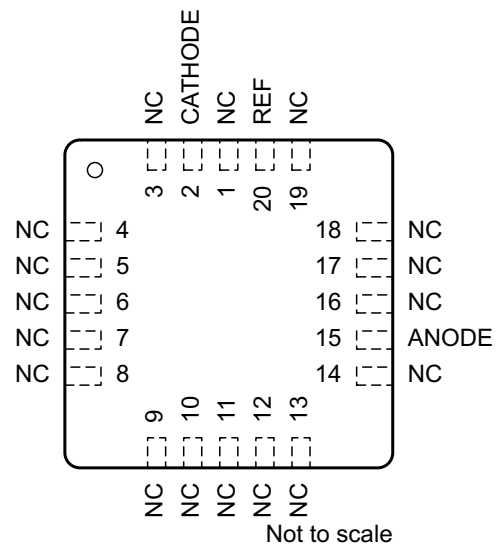 NC
CATHODE
NC
REF
NC
3
2
1
20
19
NC 4
NC 5
NC 6
NC 7
NC 8
18 NC
17 NC
16 NC
15 ANODE
14 NC
9
10
11
12
13
NC
NC
NC
NC
NC
Not to scale